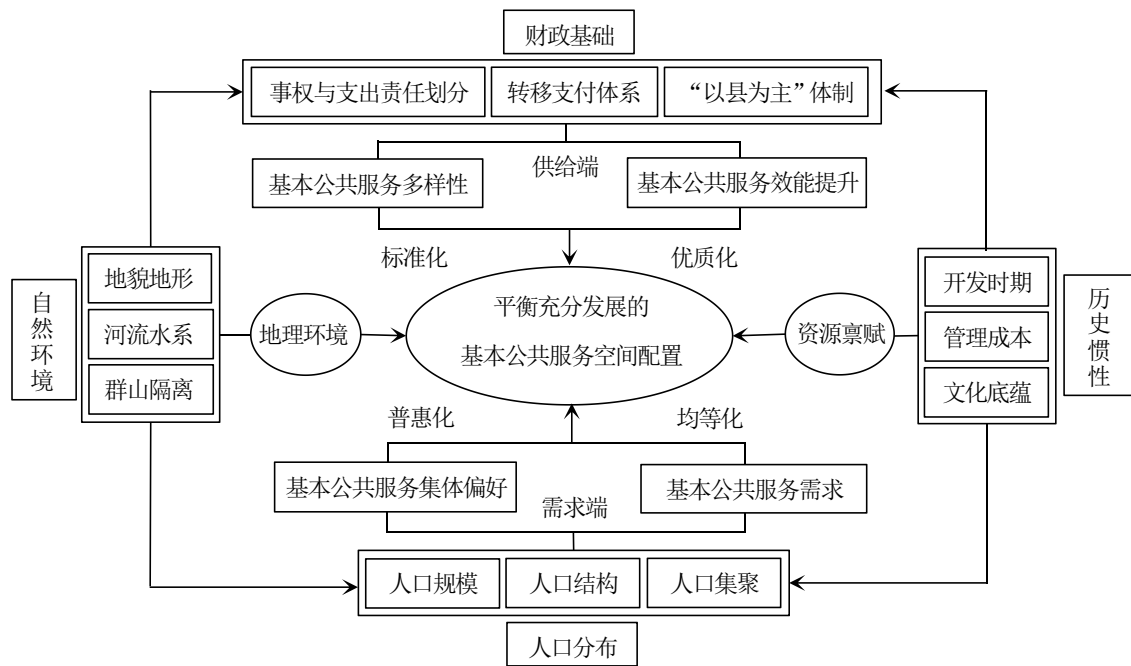 财政基础
事权与支出责任划分
转移支付体系
“以县为主”体制
基本公共服务多样性
供给端
基本公共服务效能提升
标准化
优质化
自然环境
地貌地形
河流水系
群山隔离
地理环境
平衡充分发展的
基本公共服务空间配置
资源禀赋
开发时期
管理成本
文化底蕴
历史惯性
普惠化
均等化
基本公共服务集体偏好
需求端
基本公共服务需求
人口规模
人口结构
人口集聚
人口分布